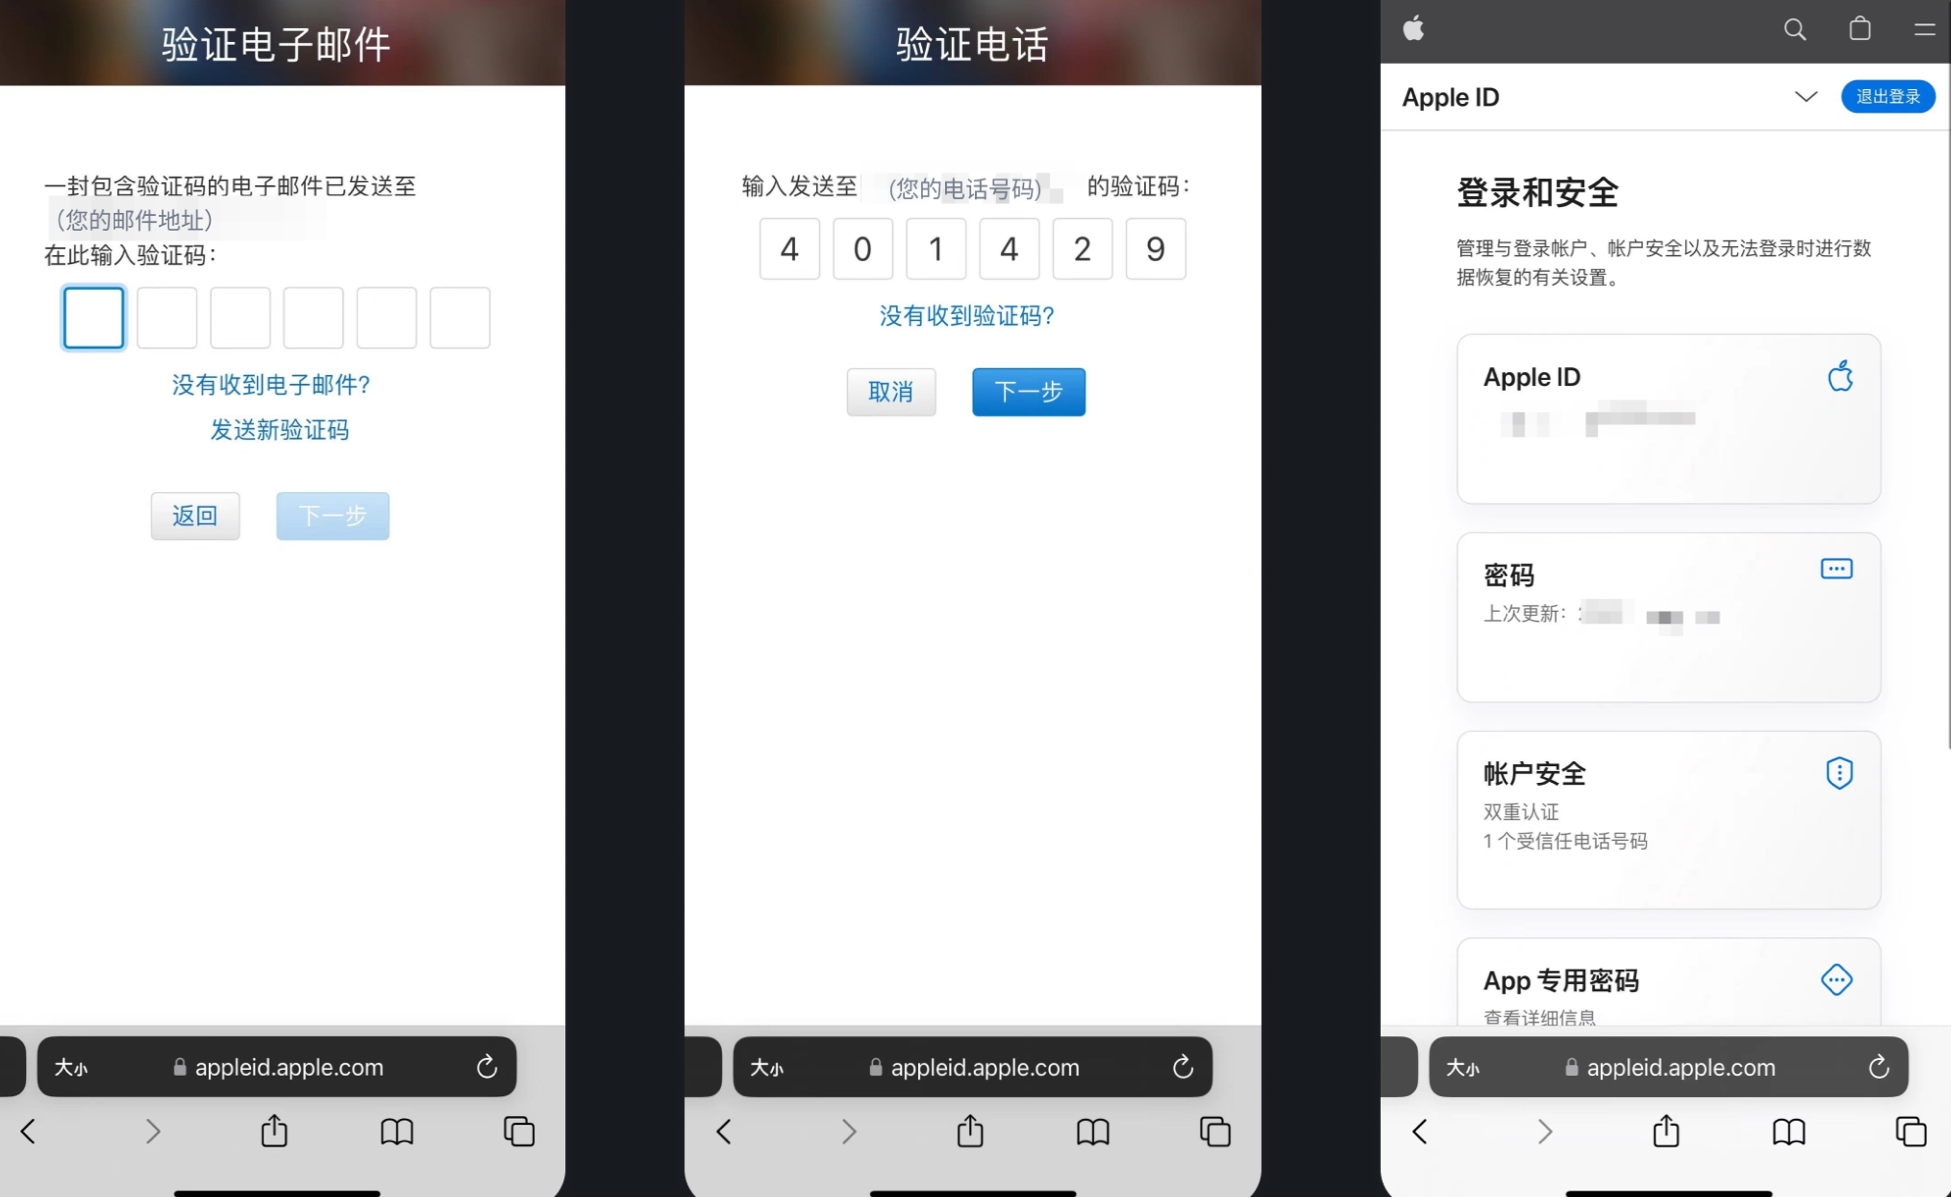 验证电子邮件
一封包含验证码的电子邮件已发送至
（您的邮件地址）
在此输入验证码：
没有收到电子邮件？
发送新验证码
返回
下一步
大小
appleid.apple.com
验证电话
输入发送至 （您的电话号码） 的验证码：
4 0 1 4 2 9
没有收到验证码？
取消
下一步
大小
appleid.apple.com
Apple ID
退出登录
登录和安全
管理与登录帐户、帐户安全以及无法登录时进行数
据恢复的有关设置。
Apple ID
密码
上次更新：
帐户安全
双重认证
1 个受信任电话号码
App 专用密码
查看详细信息
大小
appleid.apple.com